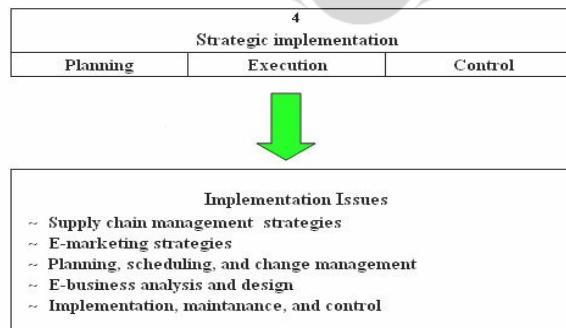 4
Strategic implementation
Planning Execution Control
Implementation Issues
~ Supply chain management strategies
~ E-marketing strategies
~ Planning, scheduling, and change management
~ E-business analysis and design
~ Implementation, maintanance, and control